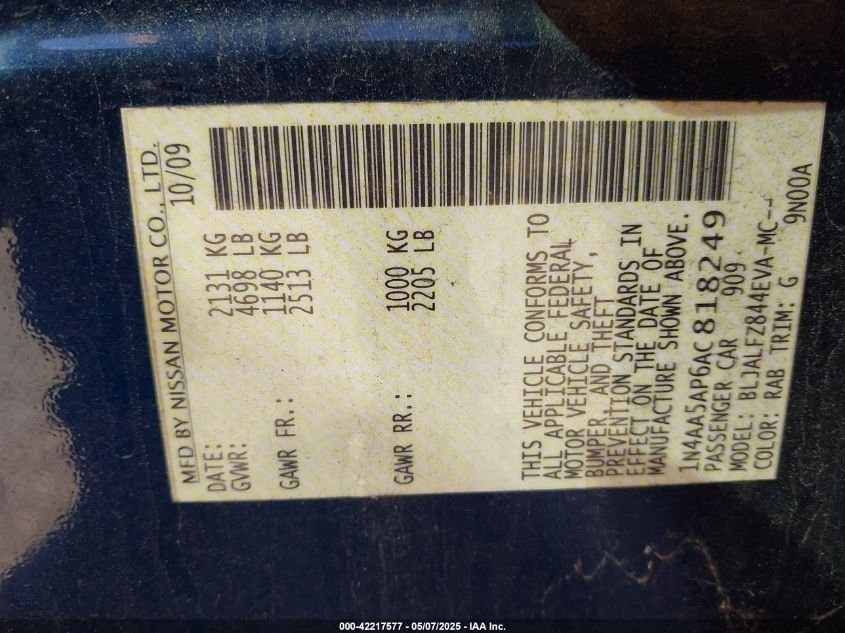 MFD BY NISSAN MOTOR CO., LTD.
DATE: 10/09
GVWR: 2131 KG
4698 LB
GAWR FR.: 1140 KG
2513 LB
GAWR RR.: 1000 KG
2205 LB
THIS VEHICLE CONFORMS TO
ALL APPLICABLE FEDERAL
MOTOR VEHICLE SAFETY,
BUMPER, AND THEFT
PREVENTION STANDARDS IN
EFFECT ON THE DATE OF
MANUFACTURE SHOWN ABOVE.
1N4AA5AP6AC818249
PASSENGER CAR 909
MODEL: BLJALFZ844EVA-MC--
COLOR: RAB TRIM: G 9N00A
000-42217577 - 05/07/2025 - IAA Inc.